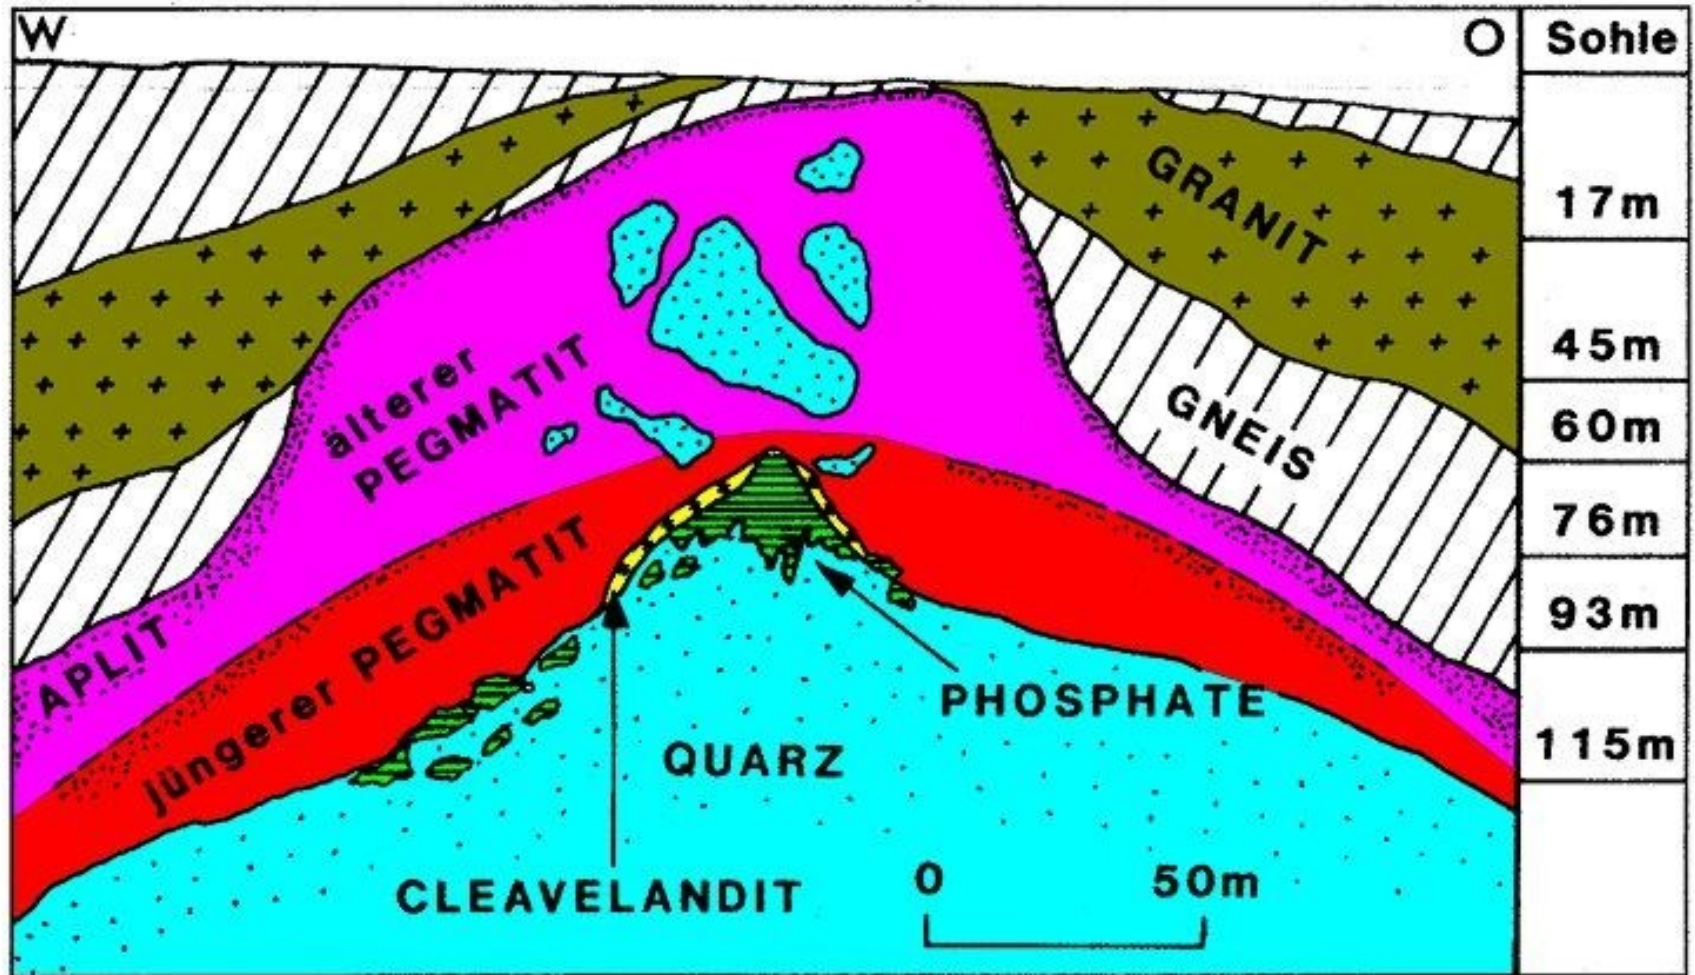 W
O
Sohle
17m
45m
60m
76m
93m
115m
GRANIT
GNEIS
älterer
PEGMATIT
jüngerer PEGMATIT
APLIT
PHOSPHATE
QUARZ
CLEAVELANDIT
0 50m